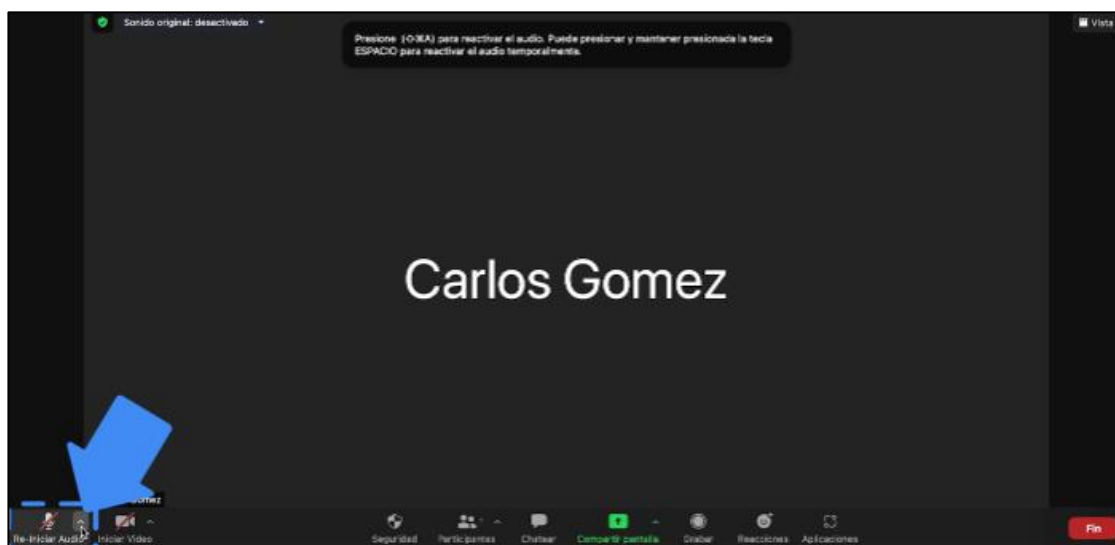 Sonido original: desactivado
Vista
Presione (⇧⌘A) para reactivar el audio. Puede presionar y mantener presionada la tecla
ESPACIO para reactivar el audio temporalmente.
Carlos Gomez
Gomez
Re-Iniciar Audio
Iniciar Video
Seguridad
Participantes
Chatear
Compartir pantalla
Grabar
Reacciones
Aplicaciones
Fin